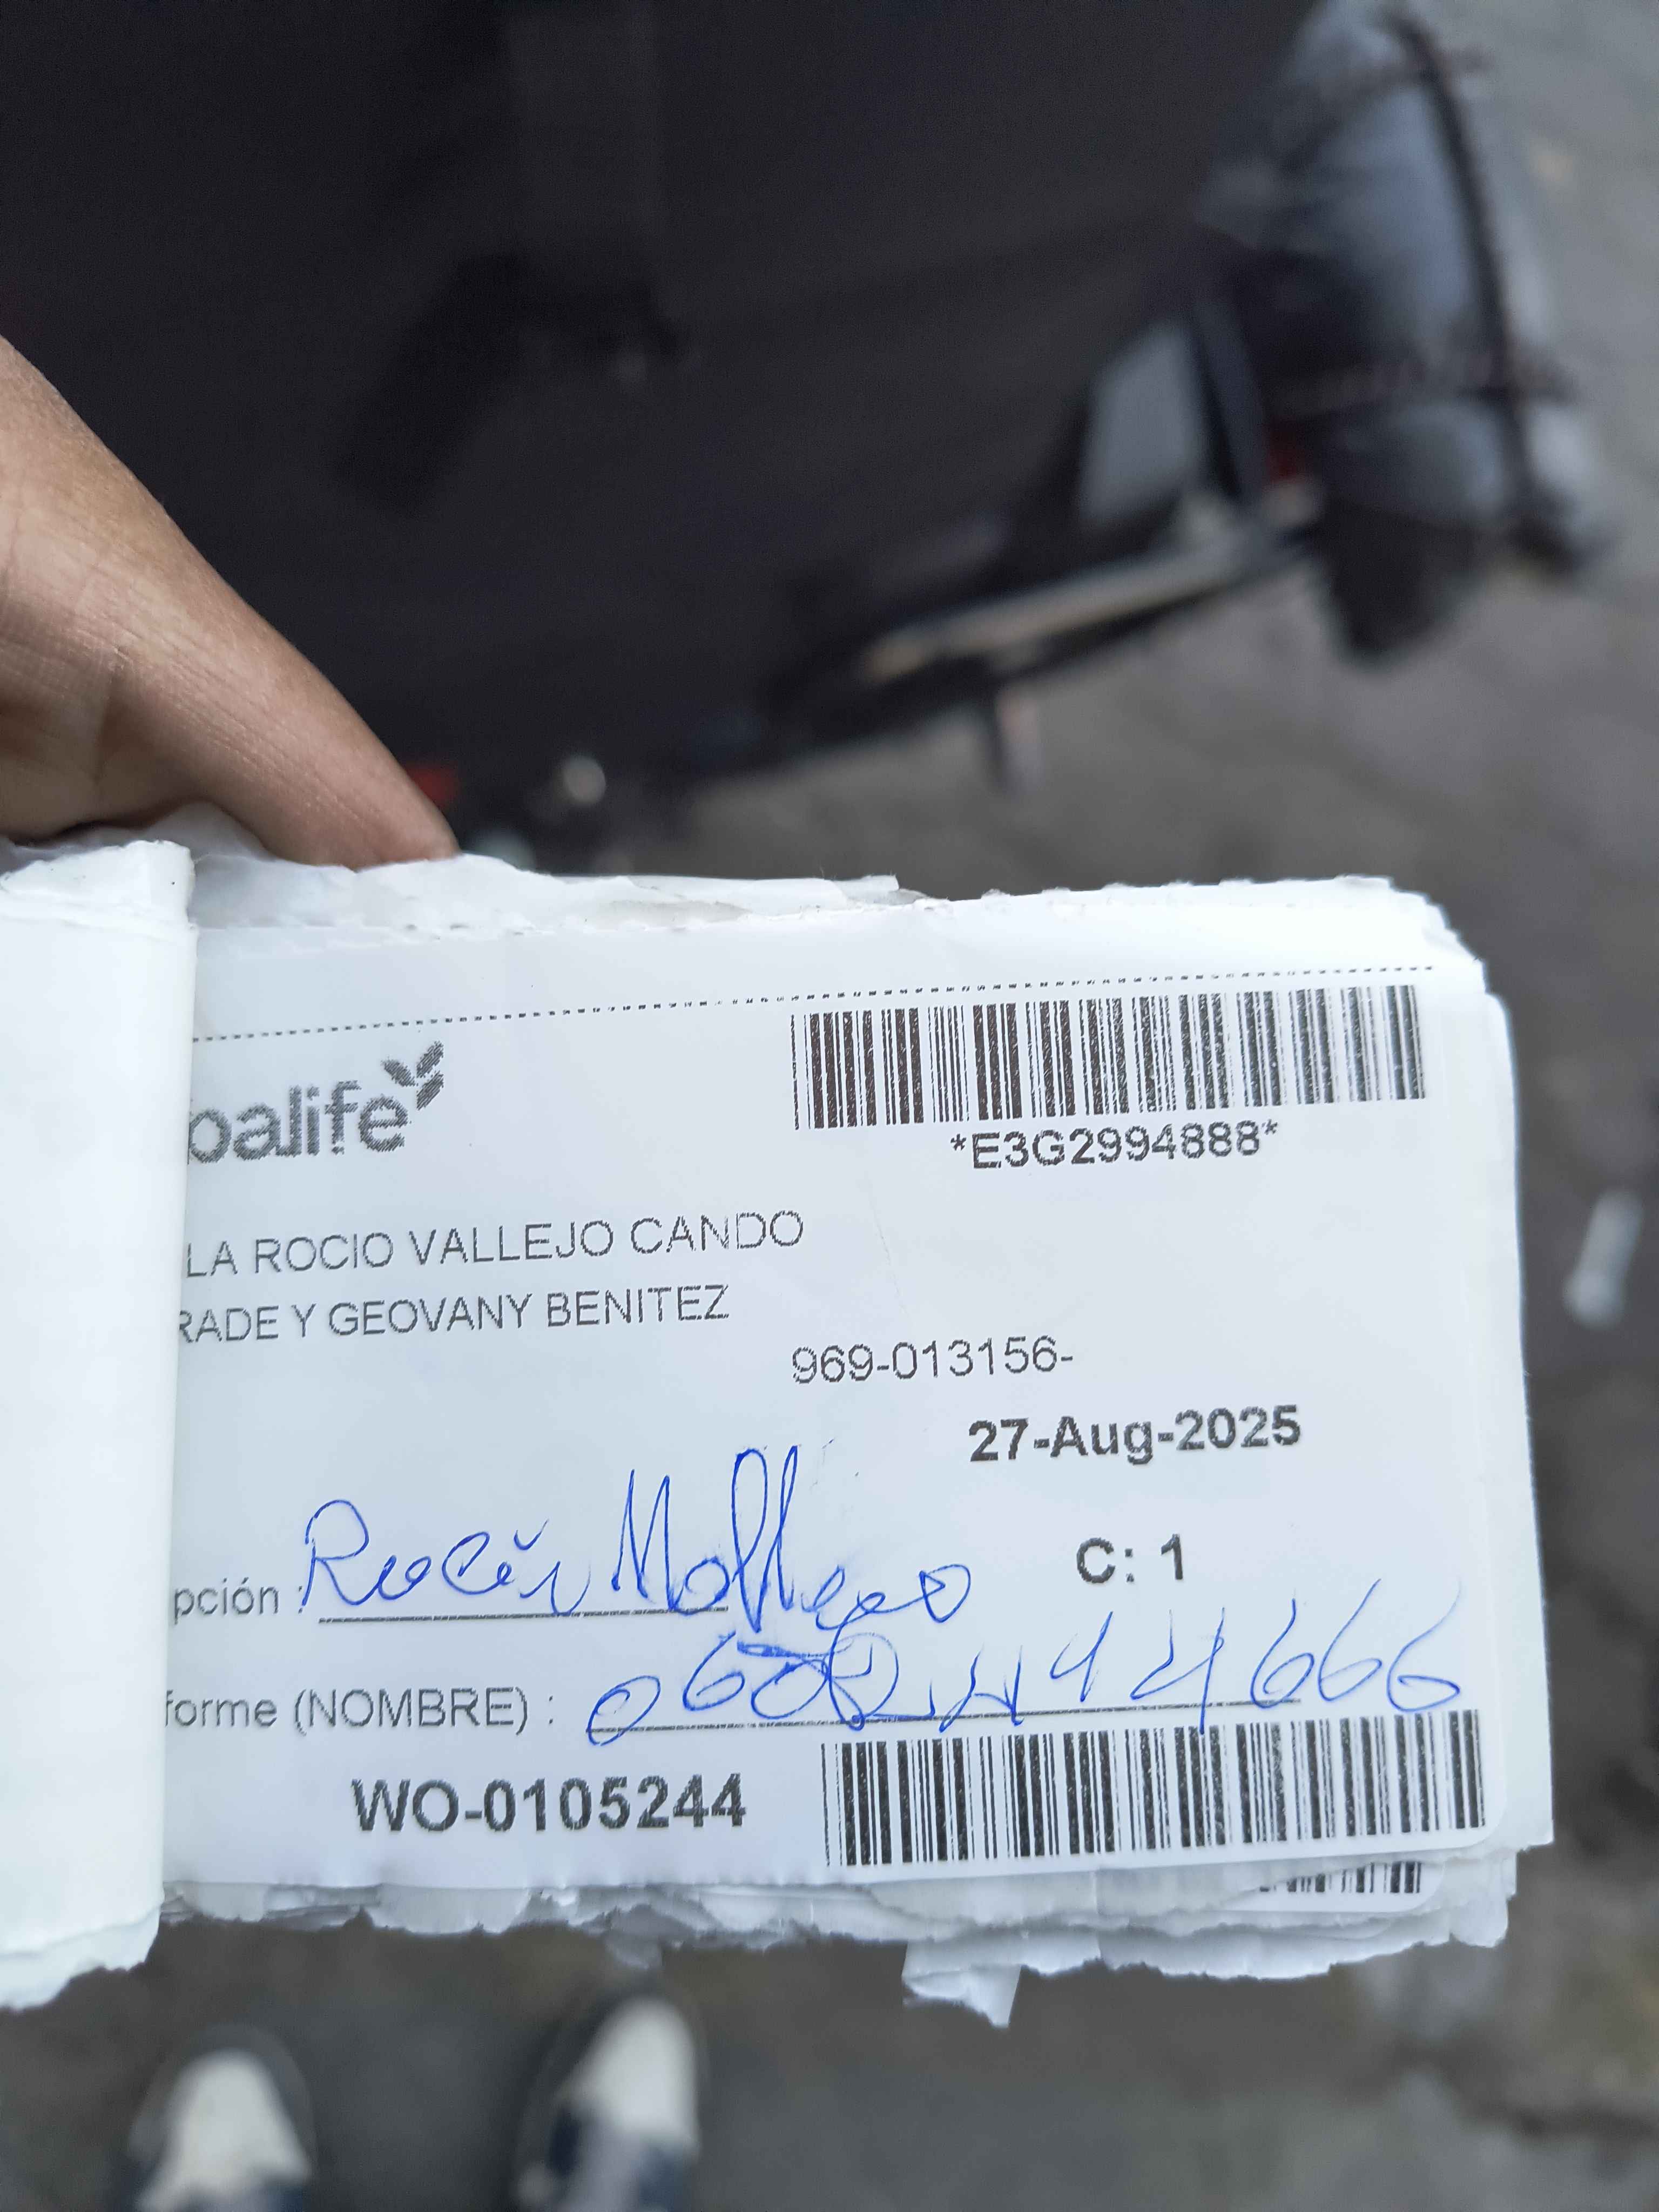 balife
*E3G2994888*
LA ROCIO VALLEJO CANDO
RADE Y GEOVANY BENITEZ
969-013156-
27-Aug-2025
C: 1
pción : Rocío Vallejo
forme (NOMBRE) :
WO-0105244